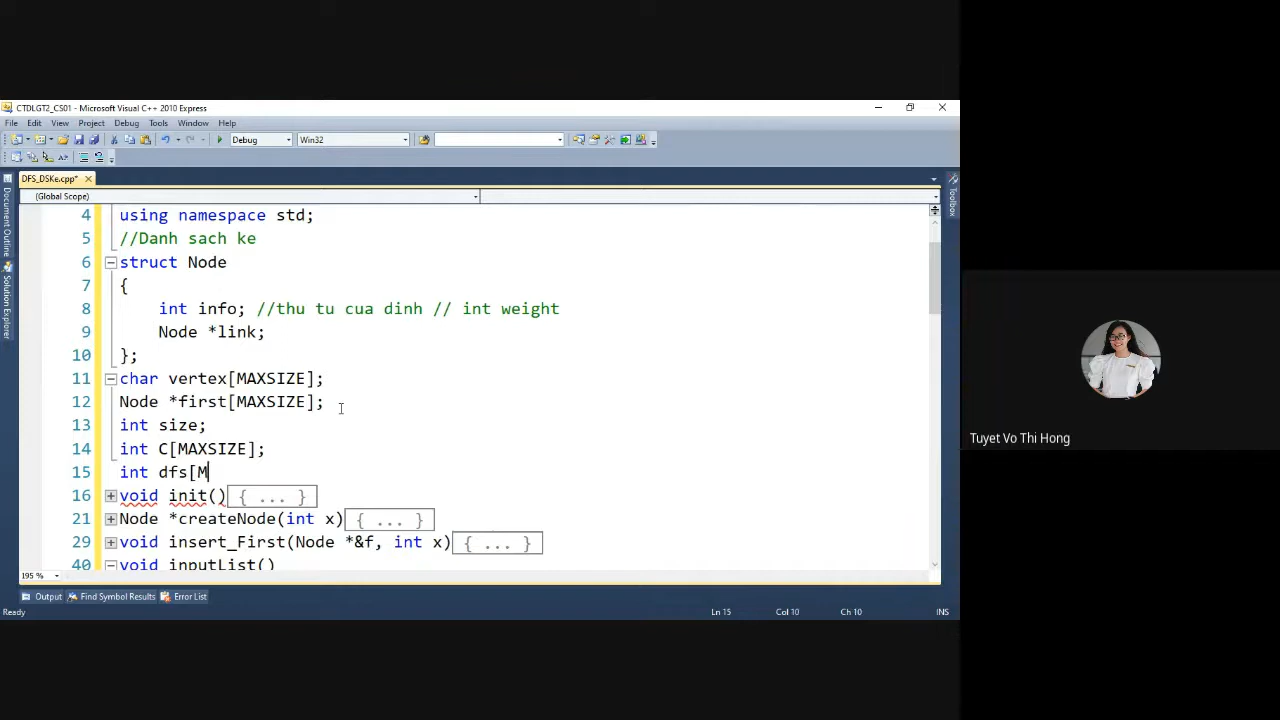 CTDLGT2_CS01 - Microsoft Visual C++ 2010 Express
File Edit View Project Debug Tools Window Help
Debug Win32
DFS_DSKe.cpp*
(Global Scope)
Document Outline
Solution Explorer
Toolbox
4 using namespace std;
5 //Danh sach ke
6 struct Node
7 {
8 int info; //thu tu cua dinh // int weight
9 Node *link;
10 };
11 char vertex[MAXSIZE];
12 Node *first[MAXSIZE];
13 int size;
14 int C[MAXSIZE];
15 int dfs[M
16 void init() { ... }
21 Node *createNode(int x) { ... }
29 void insert_First(Node *&f, int x) { ... }
40 void inputList()
195 %
Output Find Symbol Results Error List
Ready Ln 15 Col 10 Ch 10 INS
Tuyet Vo Thi Hong